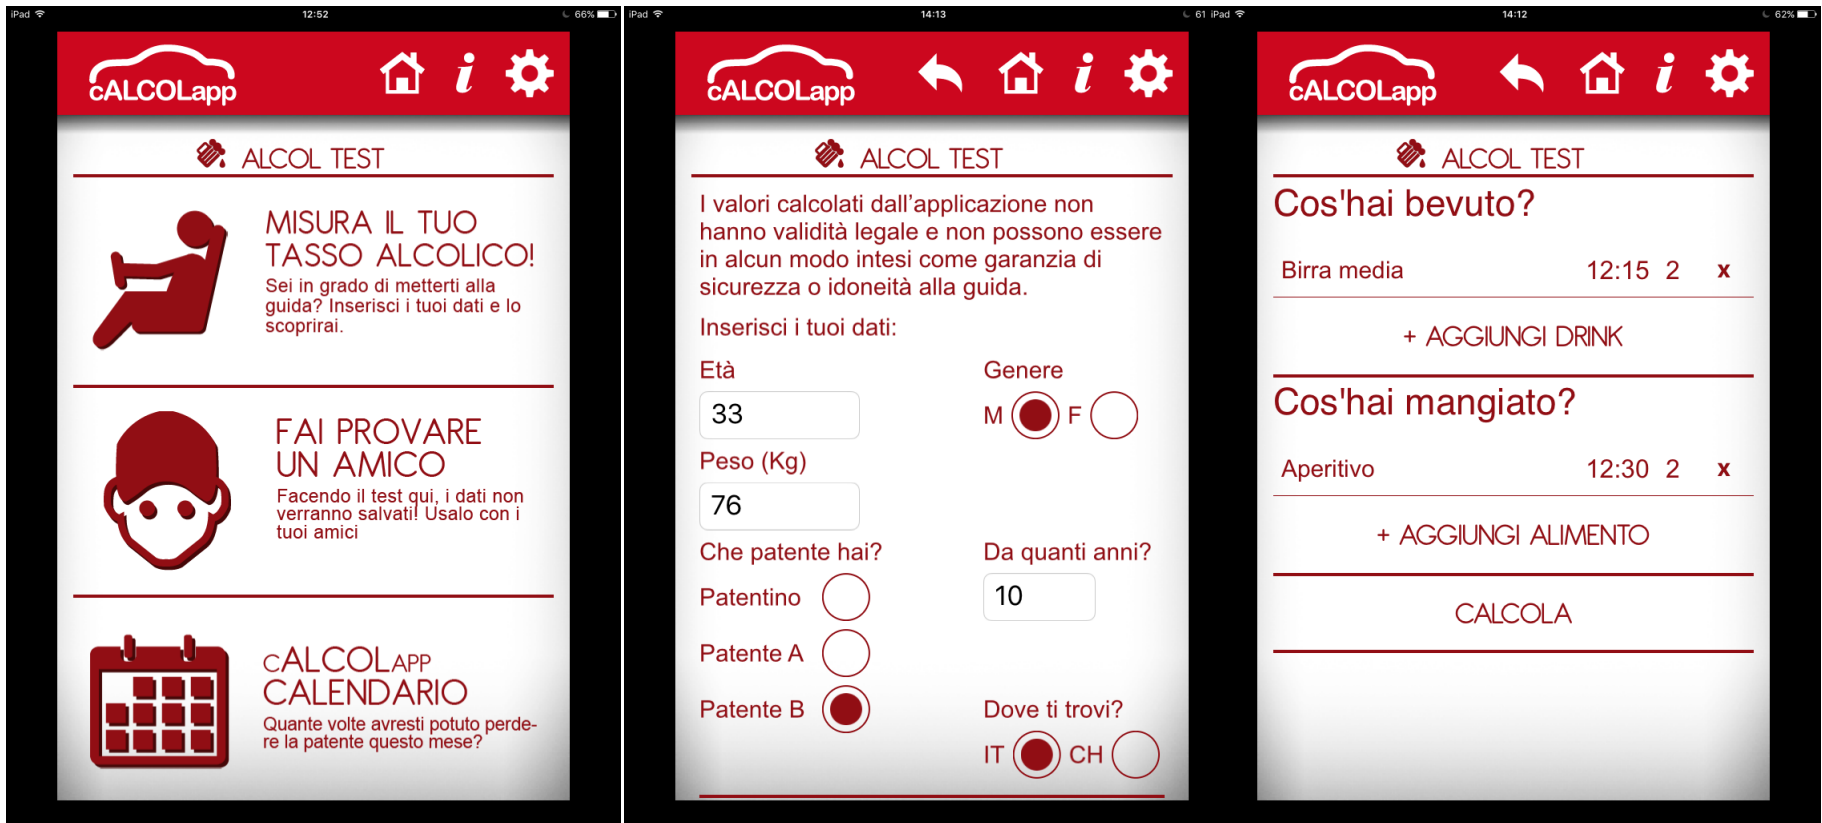 iPad 12:52 66%
cALCOLapp
ALCOL TEST
MISURA IL TUO
TASSO ALCOLICO!
Sei in grado di metterti alla
guida? Inserisci i tuoi dati e lo
scoprirai.
FAI PROVARE
UN AMICO
Facendo il test qui, i dati non
verranno salvati! Usalo con i
tuoi amici
cALCOLAPP
CALENDARIO
Quante volte avresti potuto perde-
re la patente questo mese?
iPad 14:13 61
cALCOLapp
ALCOL TEST
I valori calcolati dall'applicazione non
hanno validità legale e non possono essere
in alcun modo intesi come garanzia di
sicurezza o idoneità alla guida.
Inserisci i tuoi dati:
Età Genere
33 M F
Peso (Kg)
76
Che patente hai? Da quanti anni?
Patentino 10
Patente A
Patente B Dove ti trovi?
IT CH
iPad 14:12 62%
cALCOLapp
ALCOL TEST
Cos'hai bevuto?
Birra media 12:15 2 x
+ AGGIUNGI DRINK
Cos'hai mangiato?
Aperitivo 12:30 2 x
+ AGGIUNGI ALIMENTO
CALCOLA